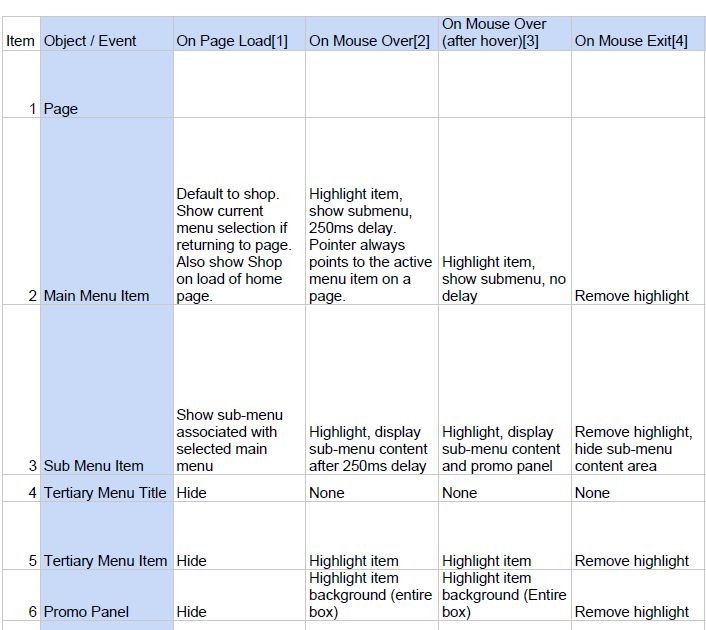 Item Object / Event On Page Load[1] On Mouse Over[2] On Mouse Over
(after hover)[3] On Mouse Exit[4]
1 Page
2 Main Menu Item
Default to shop.
Show current
menu selection if
returning to page.
Also show Shop
on load of home
page.
Highlight item,
show submenu,
250ms delay.
Pointer always
points to the active
menu item on a
page.
Highlight item,
show submenu, no
delay
Remove highlight
3 Sub Menu Item
Show sub-menu
associated with
selected main
menu
Highlight, display
sub-menu content
after 250ms delay
Highlight, display
sub-menu content
and promo panel
Remove highlight,
hide sub-menu
content area
4 Tertiary Menu Title Hide None None None
5 Tertiary Menu Item Hide Highlight item Highlight item Remove highlight
6 Promo Panel Hide
Highlight item
background (entire
box)
Highlight item
background (Entire
box)
Remove highlight